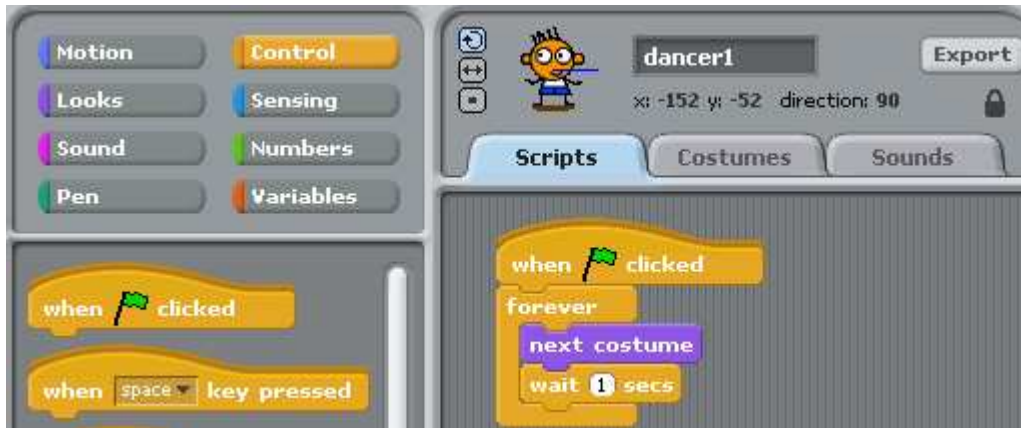 Motion
Control
Looks
Sensing
Sound
Numbers
Pen
Variables
when clicked
when space key pressed
dancer1
Export
x: -152 y: -52 direction: 90
Scripts
Costumes
Sounds
when clicked
forever
next costume
wait 1 secs